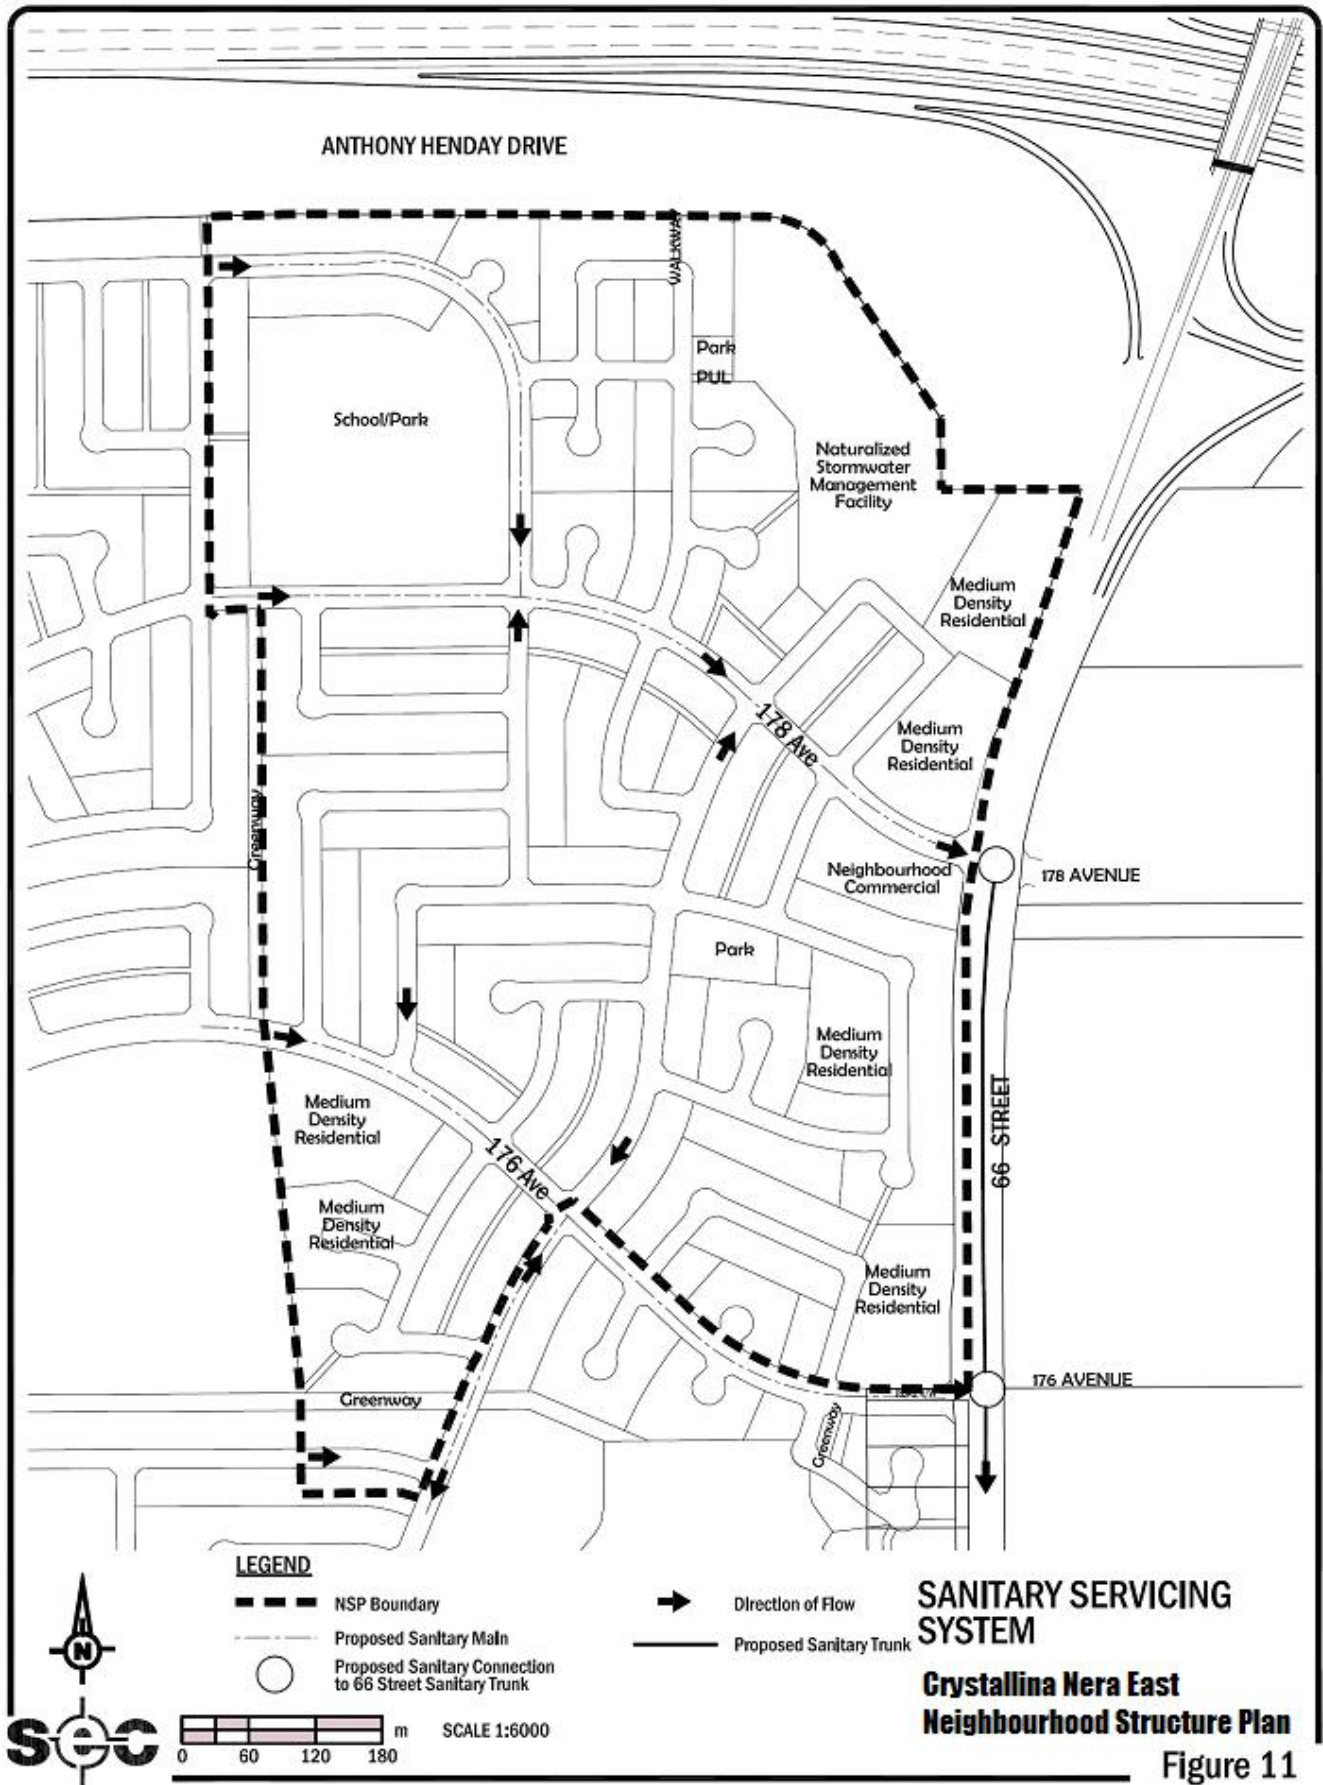 ANTHONY HENDAY DRIVE
WALKWAY
Park
PUL
School/Park
Naturalized
Stormwater
Management
Facility
Medium
Density
Residential
178 Ave
Medium
Density
Residential
Greenway
Neighbourhood
Commercial
178 AVENUE
Park
Medium
Density
Residential
66 STREET
Medium
Density
Residential
176 Ave
Medium
Density
Residential
Medium
Density
Residential
176 AVENUE
Greenway
Greenway
LEGEND
NSP Boundary
Proposed Sanitary Main
Proposed Sanitary Connection
to 66 Street Sanitary Trunk
Direction of Flow
Proposed Sanitary Trunk
SANITARY SERVICING
SYSTEM
Crystallina Nera East
Neighbourhood Structure Plan
Figure 11
N
sec
0 60 120 180 m
SCALE 1:6000